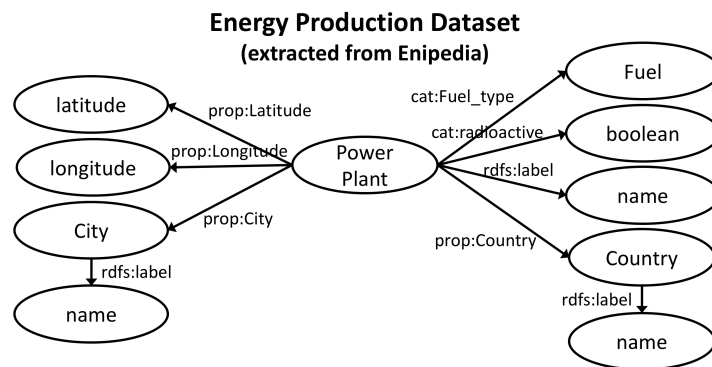 Energy Production Dataset
(extracted from Enipedia)
latitude
prop:Latitude
longitude
prop:Longitude
City
prop:City
rdfs:label
name
Power
Plant
cat:Fuel_type
Fuel
cat:radioactive
boolean
rdfs:label
name
prop:Country
Country
rdfs:label
name